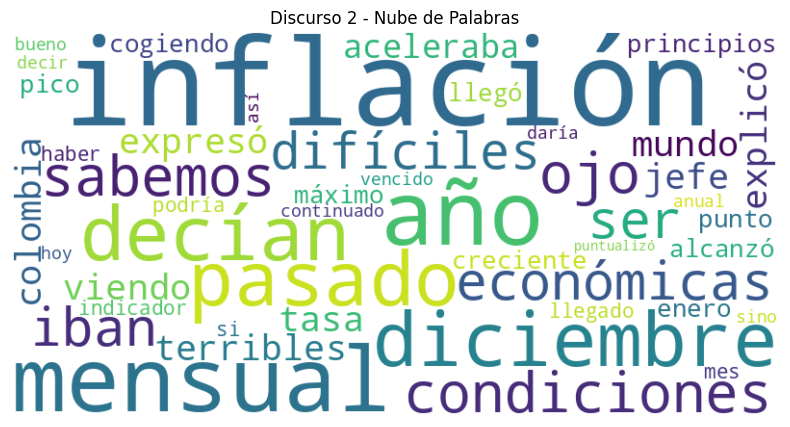 Discurso 2 - Nube de Palabras
bueno
cogiendo
aceleraba
principios
decir
inflación
pico
llegó
así
explicó
expresó
daría
mundo
difíciles
haber
sabemos
vencido
ojo
jefe
colombia
máximo
año
anual
podría
continuado
ser
punto
decían
hoy
puntualizó
alcanzó
creciente
pasado
económicas
viendo
indicador
llegado
enero
sino
tasa
iban
si
diciembre
terribles
mensual
condiciones
mes